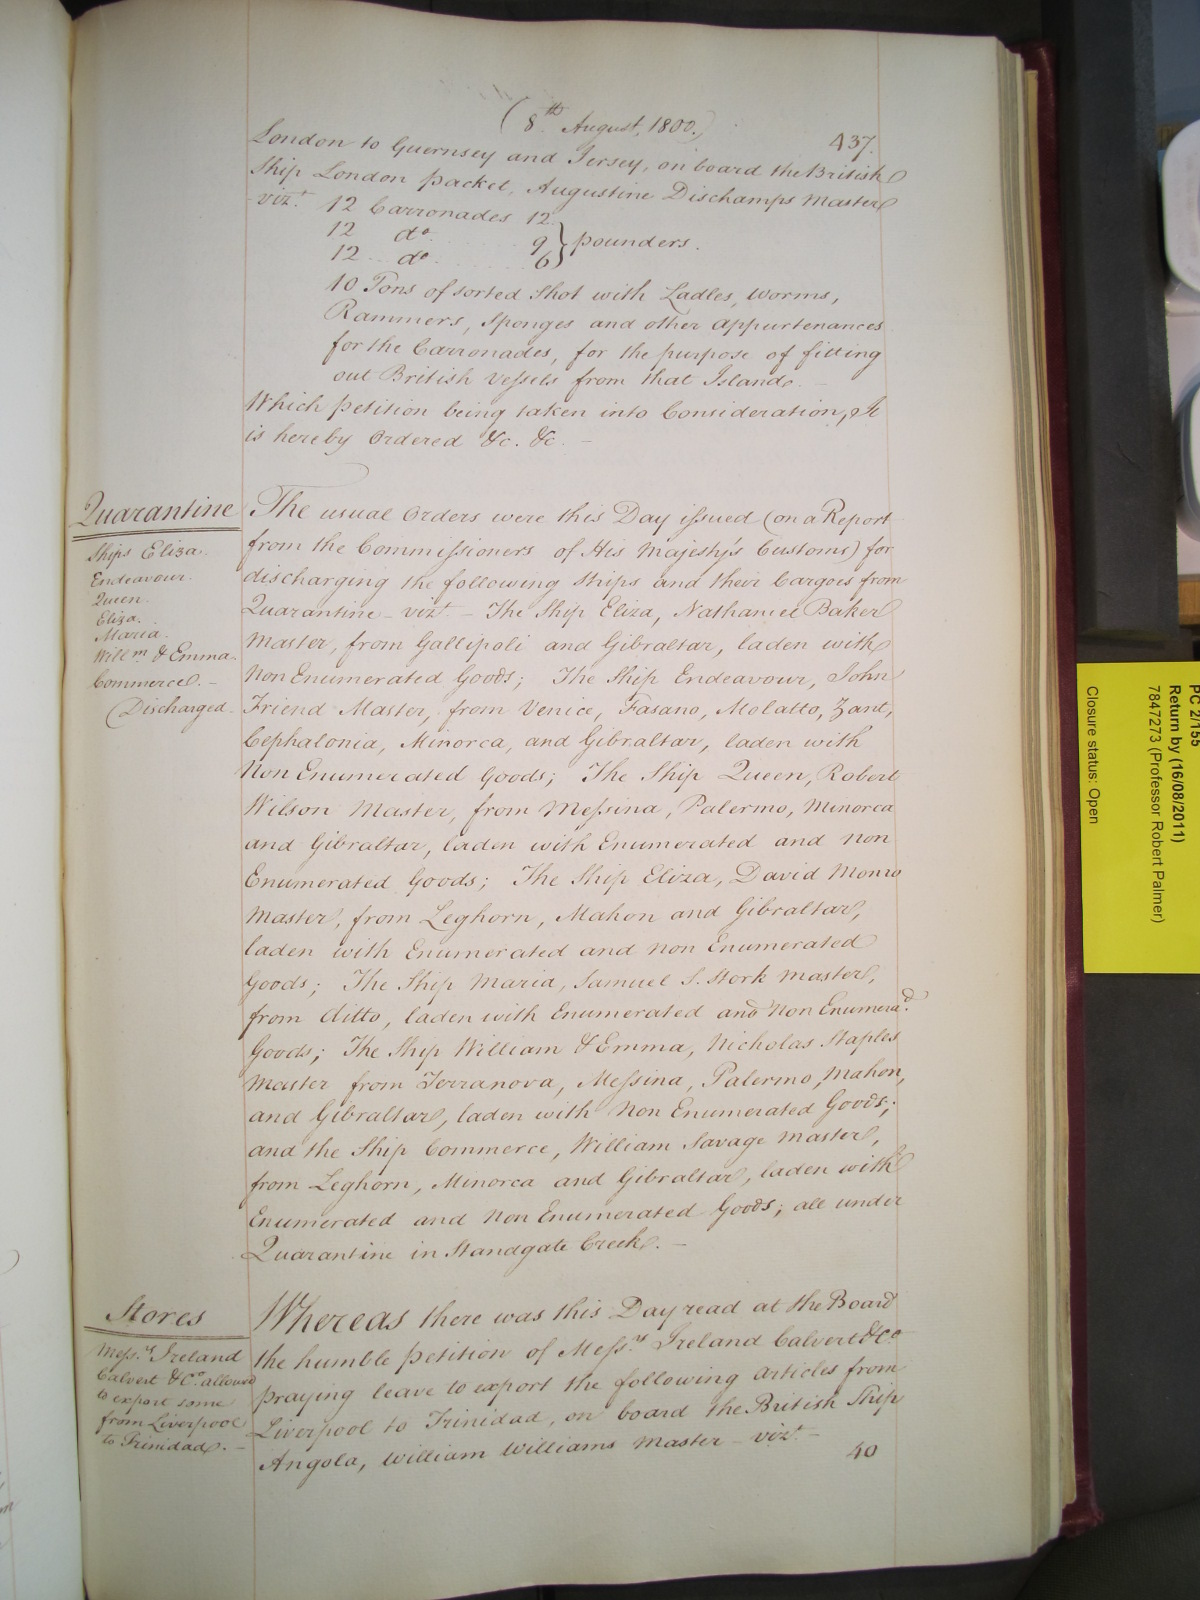 (8th August, 1800.)
437.
London to Guernsey and Jersey, on board the British
Ship London packet, Augustine Dischamps Master
vizt. 12 Carronades 12
12 do. 9 } pounders.
12 do. 6
10 Tons of sorted Shot with Ladles, Worms,
Rammers, Sponges and other appurtenances
for the Carronades, for the purpose of fitting
out British Vessels from that Island. –
Which petition being taken into Consideration, It
is hereby Ordered &c. &c. –
Quarantine
Ships Eliza.
Endeavour.
Queen.
Eliza.
Maria.
Willm. & Emma.
Commerce. –
(Discharged.
The usual Orders were this Day issued (on a Report
from the Commissioners of His Majesty's Customs) for
discharging the following Ships and their Cargoes from
Quarantine – vizt. – The Ship Eliza, Nathaniel Baker
Master, from Gallipoli and Gibraltar, laden with
Non Enumerated Goods; The Ship Endeavour, John
Friend Master, from Venice, Fasano, Molatto, Zant,
Cephalonia, Minorca, and Gibraltar, laden with
Non Enumerated Goods; The Ship Queen, Robert
Wilson Master, from Messina, Palermo, Minorca
and Gibraltar, laden with Enumerated and non
Enumerated Goods; The Ship Eliza, David Monro
Master, from Leghorn, Mahon and Gibraltar,
laden with Enumerated and non Enumerated
Goods; The Ship Maria, Samuel S. Stork Master,
from ditto, laden with Enumerated and Non Enumera.d
Goods; The Ship William & Emma, Nicholas Staples
Master from Terranova, Messina, Palermo, Mahon,
and Gibraltar, laden with Non Enumerated Goods;
and the Ship Commerce, William Savage Master,
from Leghorn, Minorca and Gibraltar, laden with
Enumerated and Non Enumerated Goods; all under
Quarantine in Standgate Creek. –
Stores
Messrs. Ireland
Calvert & Co. allowed
to export some
from Liverpool
to Trinidad. –
Whereas there was this Day read at the Board
the humble petition of Messrs. Ireland Calvert & Co.
praying leave to export the following Articles from
Liverpool to Trinidad, on board the British Ship
Angola, William Williams Master – vizt. –
40
PC 2/155
Return by (16/08/2011)
7847273 (Professor Robert Palmer)
Closure status: Open